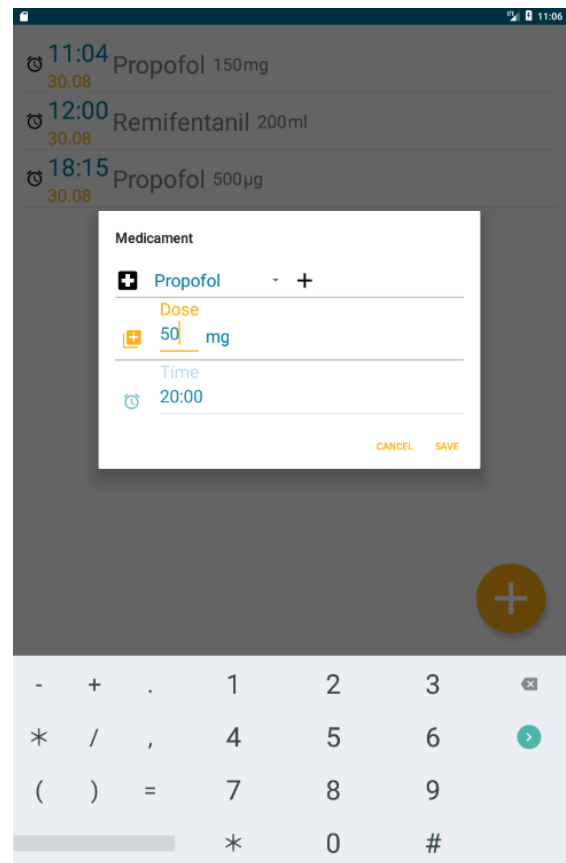 11:06
11:04 Propofol 150mg
30.08
12:00 Remifentanil 200ml
30.08
18:15 Propofol 500µg
30.08
Medicament
Propofol +
Dose
50 mg
Time
20:00
CANCEL SAVE
+
- + . 1 2 3
* / , 4 5 6
( ) = 7 8 9
* 0 #